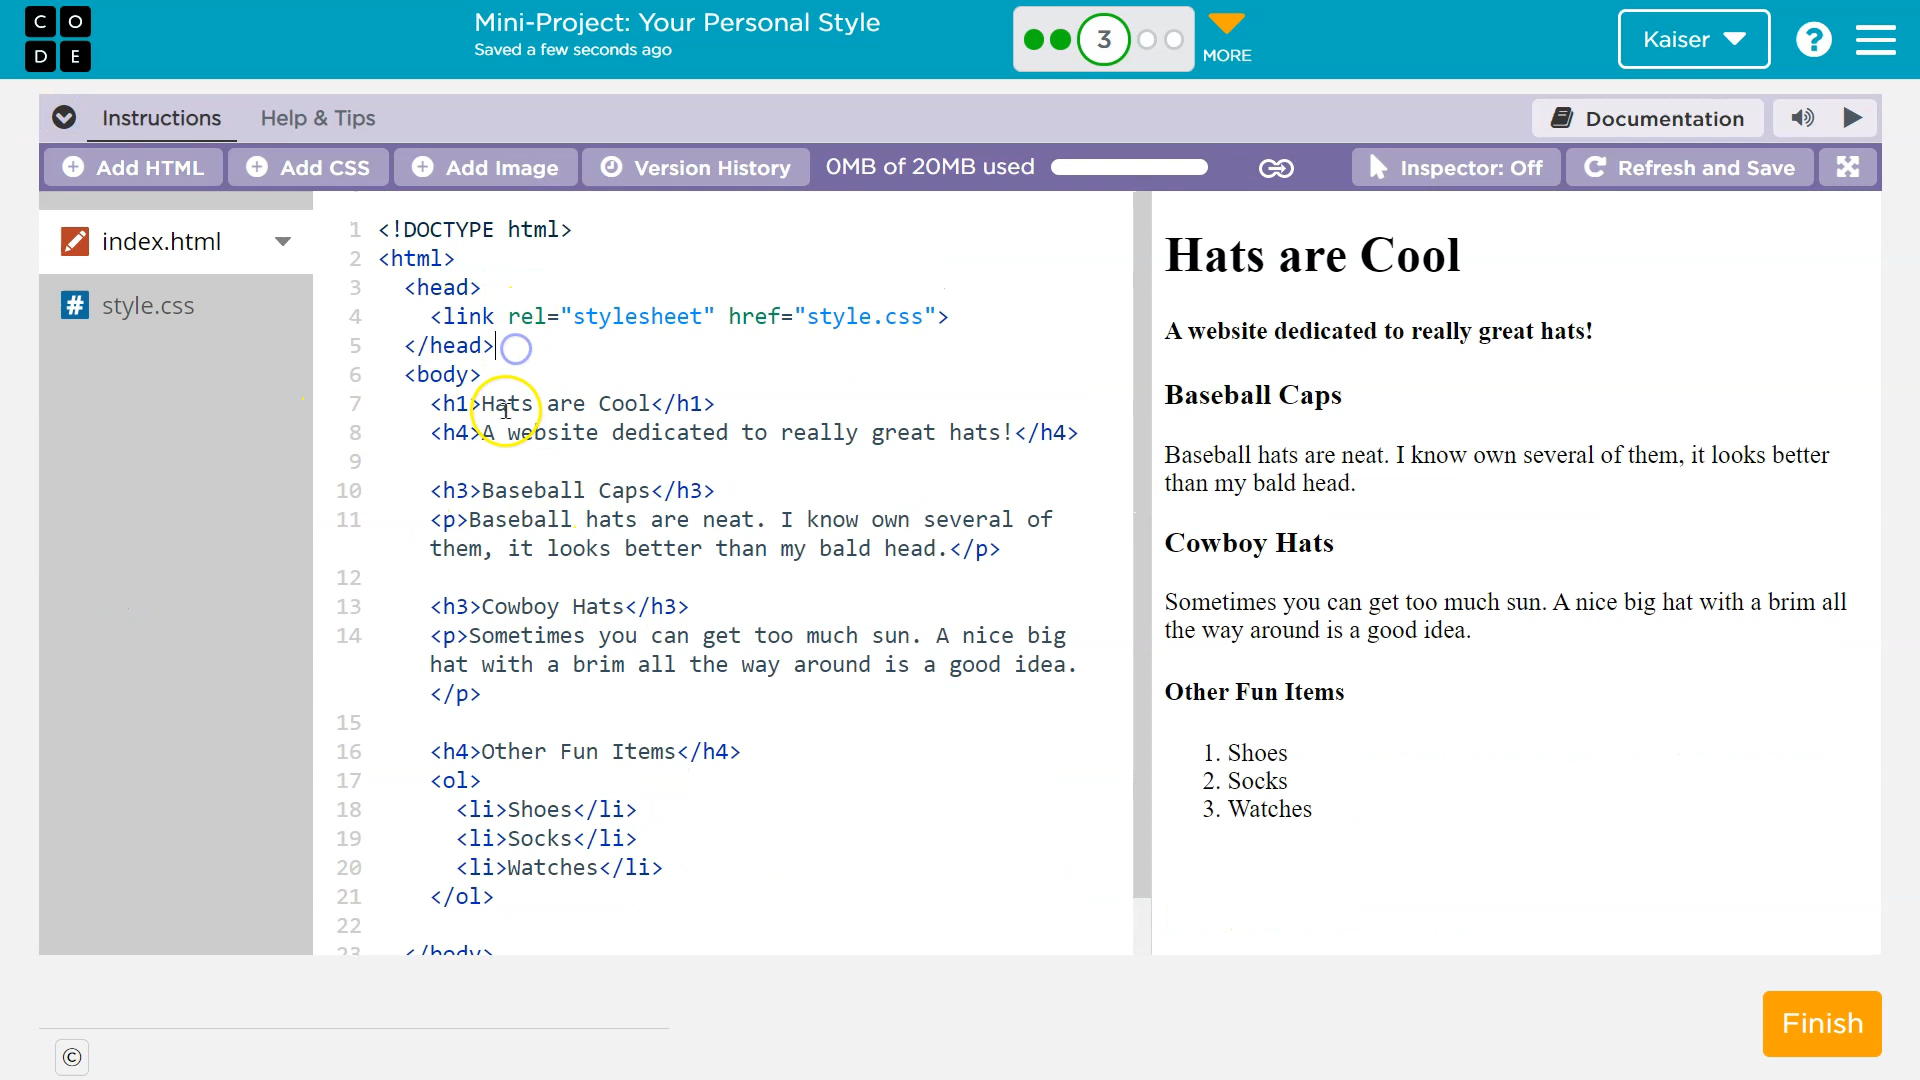 C O
D E
Mini-Project: Your Personal Style
Saved a few seconds ago
3
MORE
Kaiser
?
Instructions
Help & Tips
Documentation
Add HTML
Add CSS
Add Image
Version History
0MB of 20MB used
Inspector: Off
Refresh and Save
index.html
# style.css
1 <!DOCTYPE html>
2 <html>
3 <head>
4 <link rel="stylesheet" href="style.css">
5 </head>
6 <body>
7 <h1>Hats are Cool</h1>
8 <h4>A website dedicated to really great hats!</h4>
9
10 <h3>Baseball Caps</h3>
11 <p>Baseball hats are neat. I know own several of
them, it looks better than my bald head.</p>
12
13 <h3>Cowboy Hats</h3>
14 <p>Sometimes you can get too much sun. A nice big
hat with a brim all the way around is a good idea.
</p>
15
16 <h4>Other Fun Items</h4>
17 <ol>
18 <li>Shoes</li>
19 <li>Socks</li>
20 <li>Watches</li>
21 </ol>
22
23 </body>
Hats are Cool
A website dedicated to really great hats!
Baseball Caps
Baseball hats are neat. I know own several of them, it looks better
than my bald head.
Cowboy Hats
Sometimes you can get too much sun. A nice big hat with a brim all
the way around is a good idea.
Other Fun Items
1. Shoes
2. Socks
3. Watches
Finish
©